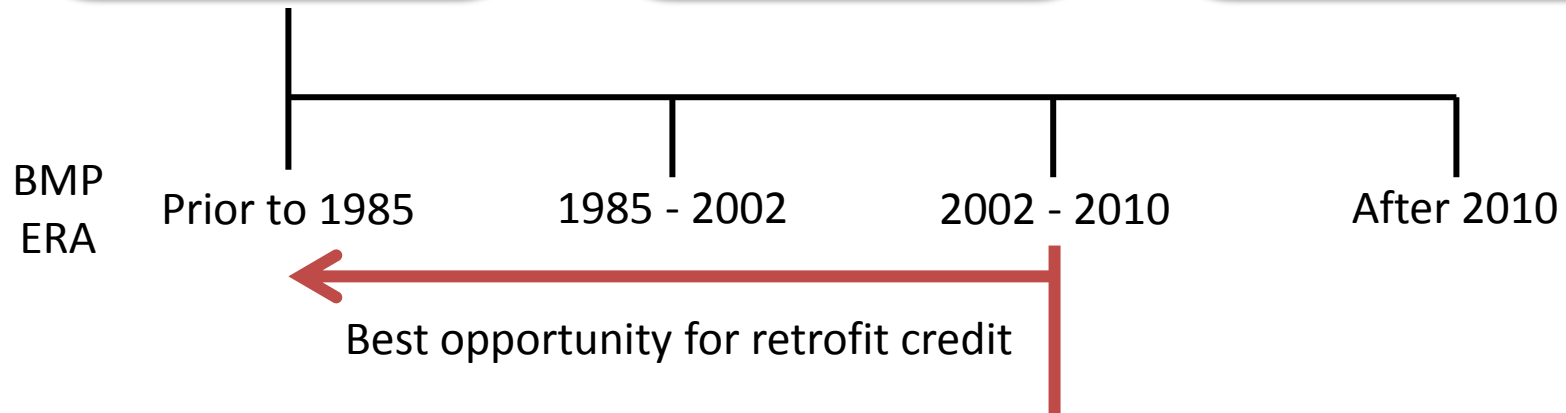 BMP
ERA
Prior to 1985
1985 - 2002
2002 - 2010
After 2010
Best opportunity for retrofit credit